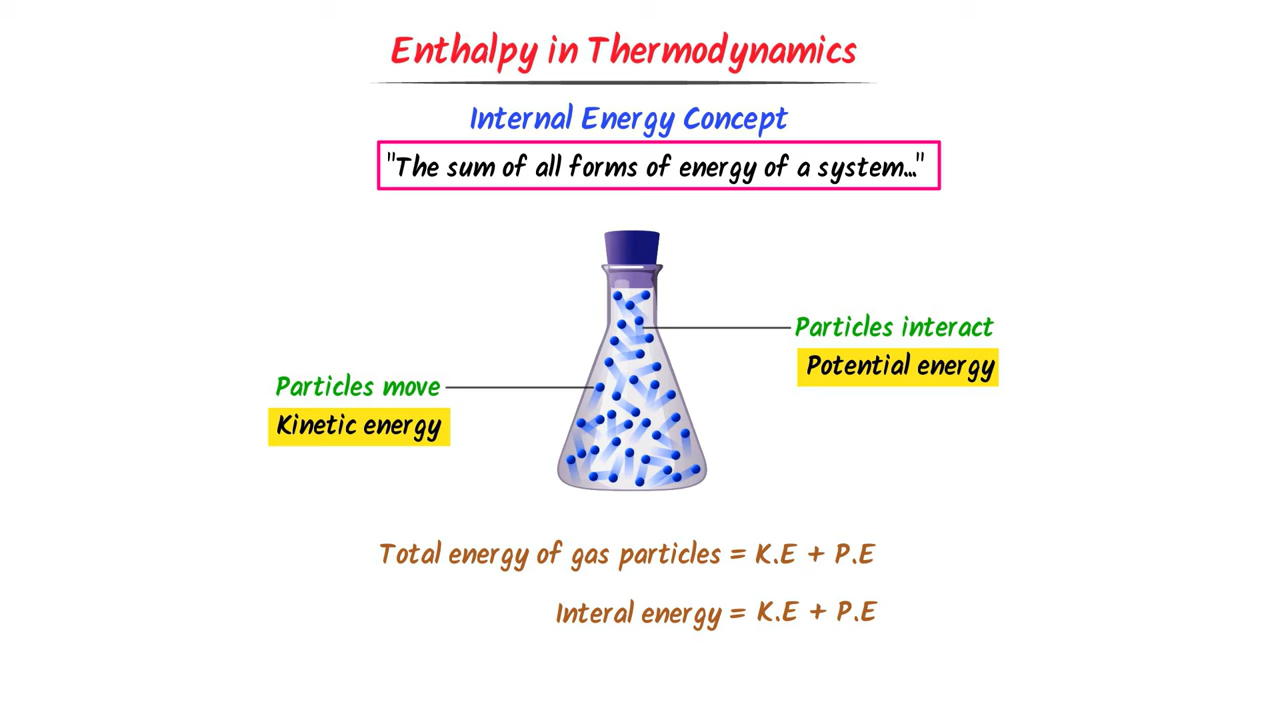 Enthalpy in Thermodynamics
Internal Energy Concept
"The sum of all forms of energy of a system..."
Particles interact
Potential energy
Particles move
Kinetic energy
Total energy of gas particles = K.E + P.E
Interal energy = K.E + P.E